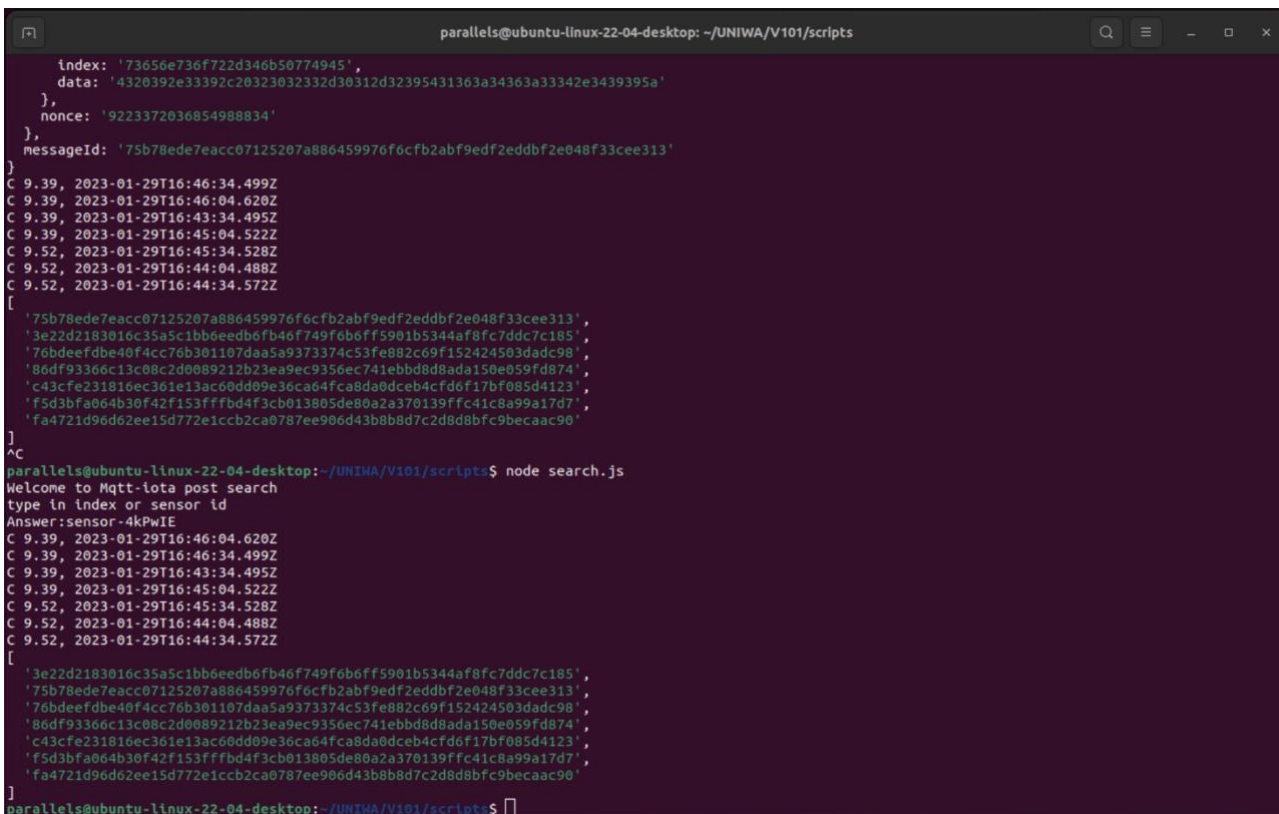 parallels@ubuntu-linux-22-04-desktop: ~/UNIWA/V101/scripts
index: '73656e736f722d346b50774945',
data: '4320392e33392c20323032332d30312d32395431363a34363a33342e3439395a'
},
nonce: '9223372036854988834'
},
messageId: '75b78ede7eacc07125207a886459976f6cfb2abf9edf2eddbf2e048f33cee313'
}
C 9.39, 2023-01-29T16:46:34.499Z
C 9.39, 2023-01-29T16:46:04.620Z
C 9.39, 2023-01-29T16:43:34.495Z
C 9.39, 2023-01-29T16:45:04.522Z
C 9.52, 2023-01-29T16:45:34.528Z
C 9.52, 2023-01-29T16:44:04.488Z
C 9.52, 2023-01-29T16:44:34.572Z
[
'75b78ede7eacc07125207a886459976f6cfb2abf9edf2eddbf2e048f33cee313',
'3e22d2183016c35a5c1bb6eedb6fb46f749f6b6ff5901b5344af8fc7ddc7c185',
'76bdeefdbe40f4cc76b301107daa5a9373374c53fe882c69f152424503dadc98',
'86df93366c13c08c2d0089212b23ea9ec9356ec741ebbd8d8ada150e059fd874',
'c43cfe231816ec361e13ac60dd09e36ca64fca8da0dceb4cfd6f17bf085d4123',
'f5d3bfa064b30f42f153fffbd4f3cb013805de80a2a370139ffc41c8a99a17d7',
'fa4721d96d62ee15d772e1ccb2ca0787ee906d43b8b8d7c2d8d8bfc9becaac90'
]
^C
parallels@ubuntu-linux-22-04-desktop:~/UNIWA/V101/scripts$ node search.js
Welcome to Mqtt-iota post search
type in index or sensor id
Answer:sensor-4kPwIE
C 9.39, 2023-01-29T16:46:04.620Z
C 9.39, 2023-01-29T16:46:34.499Z
C 9.39, 2023-01-29T16:43:34.495Z
C 9.39, 2023-01-29T16:45:04.522Z
C 9.52, 2023-01-29T16:45:34.528Z
C 9.52, 2023-01-29T16:44:04.488Z
C 9.52, 2023-01-29T16:44:34.572Z
[
'3e22d2183016c35a5c1bb6eedb6fb46f749f6b6ff5901b5344af8fc7ddc7c185',
'75b78ede7eacc07125207a886459976f6cfb2abf9edf2eddbf2e048f33cee313',
'76bdeefdbe40f4cc76b301107daa5a9373374c53fe882c69f152424503dadc98',
'86df93366c13c08c2d0089212b23ea9ec9356ec741ebbd8d8ada150e059fd874',
'c43cfe231816ec361e13ac60dd09e36ca64fca8da0dceb4cfd6f17bf085d4123',
'f5d3bfa064b30f42f153fffbd4f3cb013805de80a2a370139ffc41c8a99a17d7',
'fa4721d96d62ee15d772e1ccb2ca0787ee906d43b8b8d7c2d8d8bfc9becaac90'
]
parallels@ubuntu-linux-22-04-desktop:~/UNIWA/V101/scripts$